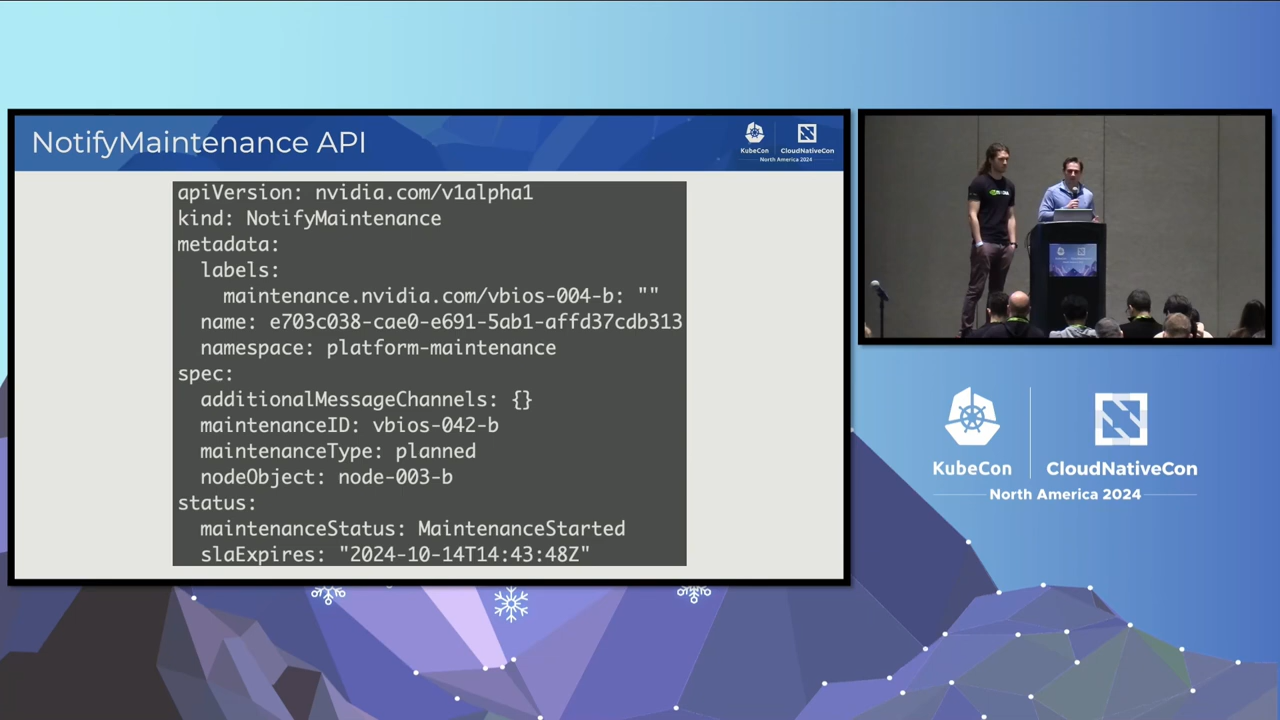 NotifyMaintenance API
KubeCon
CloudNativeCon
North America 2024
apiVersion: nvidia.com/v1alpha1
kind: NotifyMaintenance
metadata:
  labels:
    maintenance.nvidia.com/vbios-004-b: ""
  name: e703c038-cae0-e691-5ab1-affd37cdb313
  namespace: platform-maintenance
spec:
  additionalMessageChannels: {}
  maintenanceID: vbios-042-b
  maintenanceType: planned
  nodeObject: node-003-b
status:
  maintenanceStatus: MaintenanceStarted
  slaExpires: "2024-10-14T14:43:48Z"
KubeCon
CloudNativeCon
North America 2024